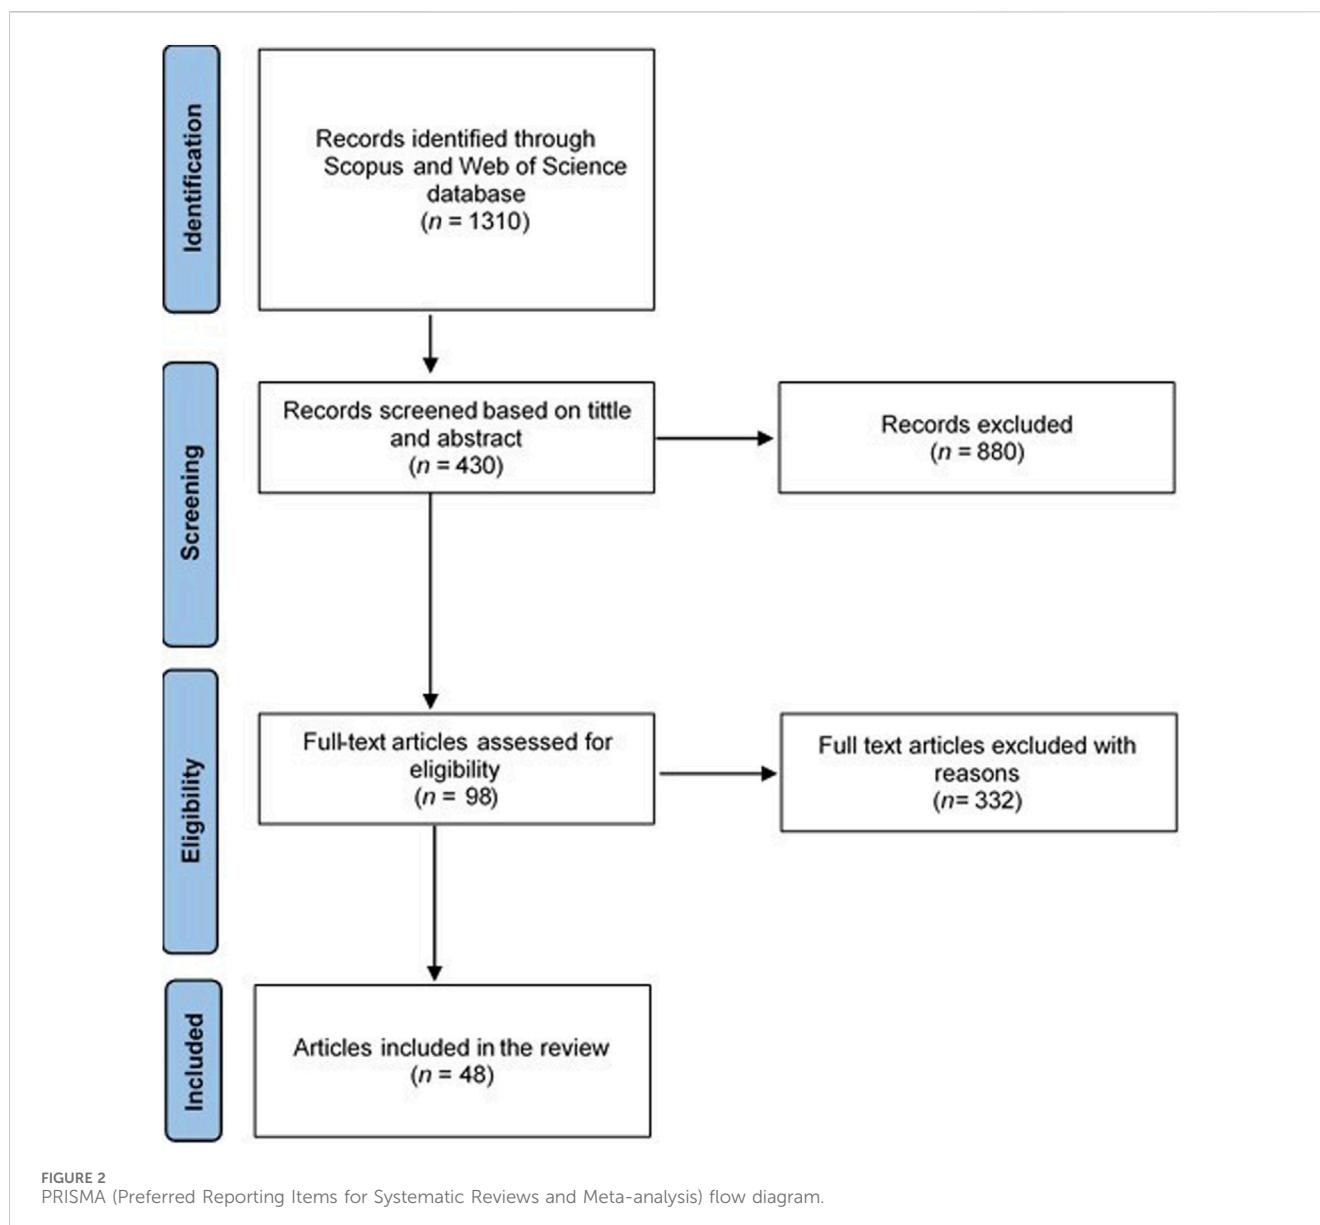 Identification
Records identified through
Scopus and Web of Science
database
(n = 1310)
Screening
Records screened based on tittle
and abstract
(n = 430)
Records excluded
(n = 880)
Eligibility
Full-text articles assessed for
eligibility
(n = 98)
Full text articles excluded with
reasons
(n= 332)
Included
Articles included in the review
(n = 48)
FIGURE 2
PRISMA (Preferred Reporting Items for Systematic Reviews and Meta-analysis) flow diagram.